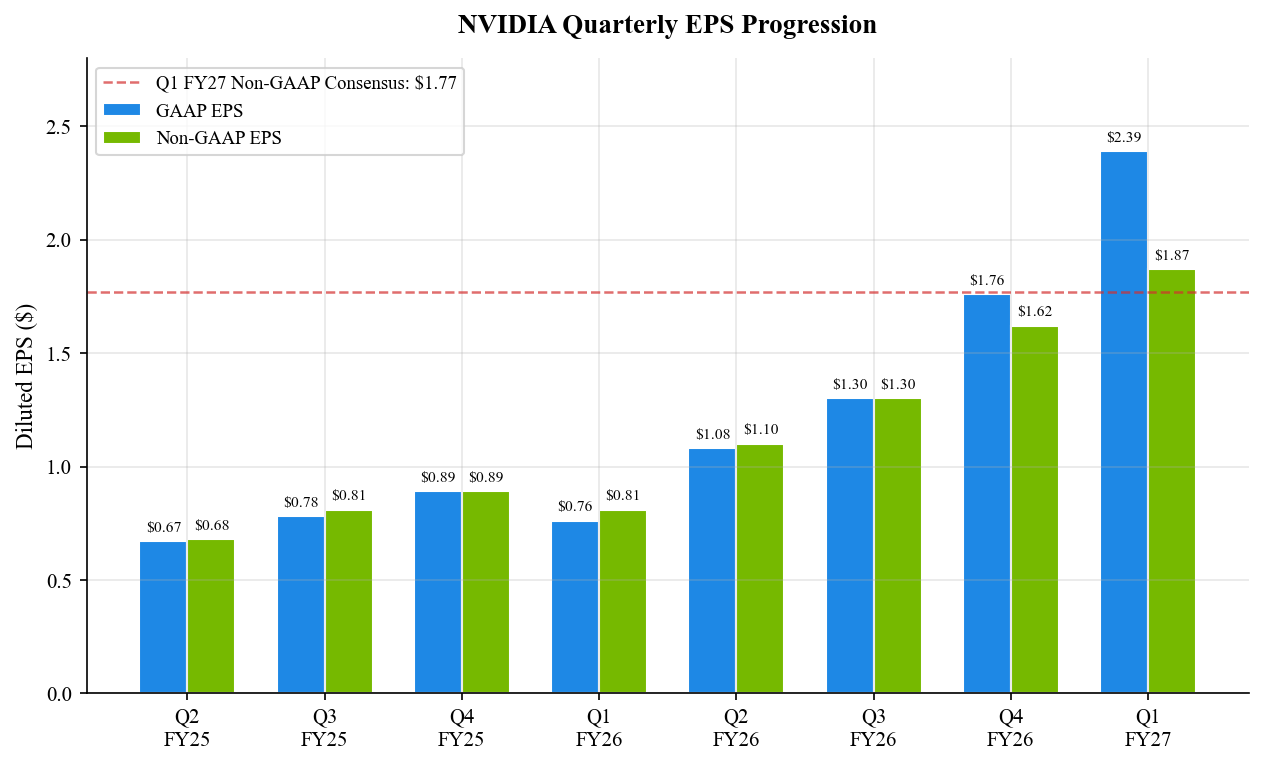 NVIDIA Quarterly EPS Progression
Q1 FY27 Non-GAAP Consensus: $1.77
GAAP EPS
Non-GAAP EPS
Diluted EPS ($)
2.5
2.0
1.5
1.0
0.5
0.0
$0.67
$0.68
$0.78
$0.81
$0.89
$0.89
$0.76
$0.81
$1.08
$1.10
$1.30
$1.30
$1.76
$1.62
$2.39
$1.87
Q2
FY25
Q3
FY25
Q4
FY25
Q1
FY26
Q2
FY26
Q3
FY26
Q4
FY26
Q1
FY27